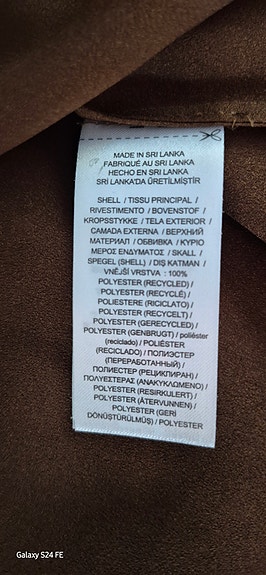 MADE IN SRI LANKA
FABRIQUÉ AU SRI LANKA
HECHO EN SRI LANKA
SRI LANKA'DA ÜRETİLMİŞTİR
SHELL / TISSU PRINCIPAL /
RIVESTIMENTO / BOVENSTOF /
KROPSSTYKKE / TELA EXTERIOR /
CAMADA EXTERNA / ВЕРХНИЙ
МАТЕРИАЛ / ОБВИВКА / ΚΥΡΙΟ
ΜΕΡΟΣ ΕΝΔΥΜΑΤΟΣ / SKALL /
SPEGEL (SHELL) / DIŞ KATMAN /
VNĚJŠÍ VRSTVA : 100%
POLYESTER (RECYCLED) /
POLYESTER (RECYCLÉ) /
POLIESTERE (RICICLATO) /
POLYESTER (RECYCELT) /
POLYESTER (GERECYCLED) /
POLYESTER (GENBRUGT) / poliéster
(reciclado) / POLIÉSTER
(RECICLADO) / ПОЛИЭСТЕР
(ПЕРЕРАБОТАННЫЙ) /
ПОЛИЕСТЕР (РЕЦИКЛИРАН) /
ΠΟΛΥΕΣΤΕΡΑΣ (ΑΝΑΚΥΚΛΩΜΕΝΟ) /
POLYESTER (RESIRKULERT) /
POLYESTER (ÅTERVUNNEN) /
POLYESTER (GERİ
DÖNÜŞTÜRÜLMÜŞ) / POLYESTER
Galaxy S24 FE